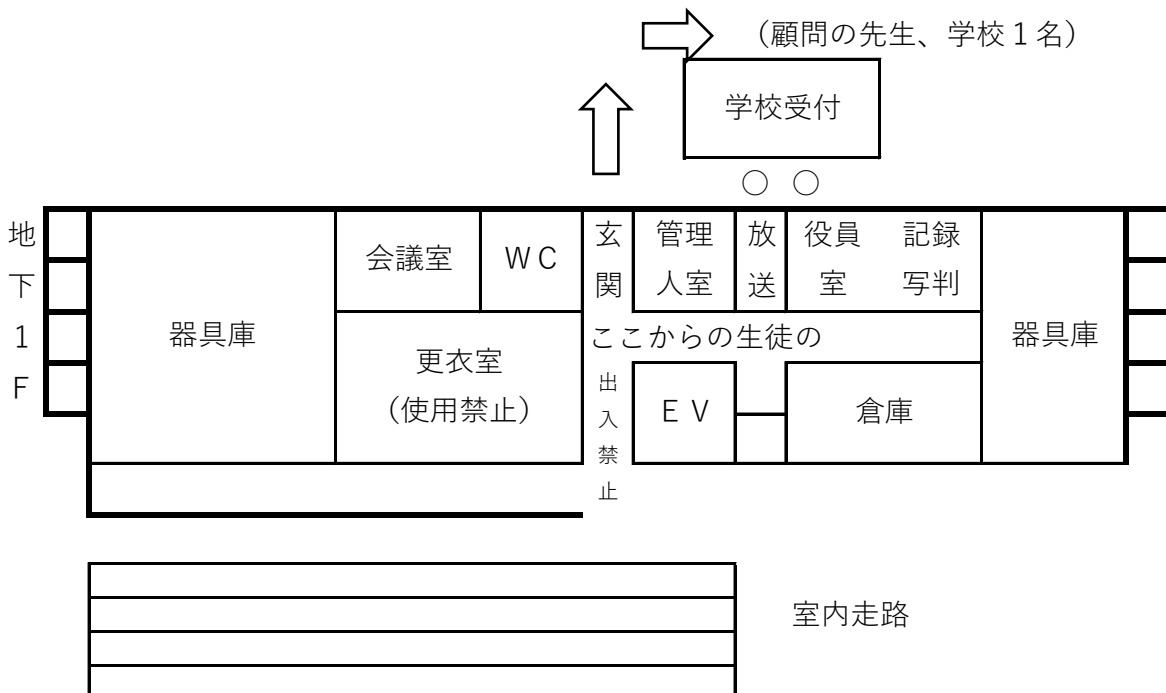 （顧問の先生、学校１名）
学校受付
○ ○
地下１Ｆ
器具庫
会議室
ＷＣ
玄関
管理人室
放送
役員室
記録写判
器具庫
ここからの生徒の
出入禁止
更衣室
（使用禁止）
ＥＶ
倉庫
室内走路